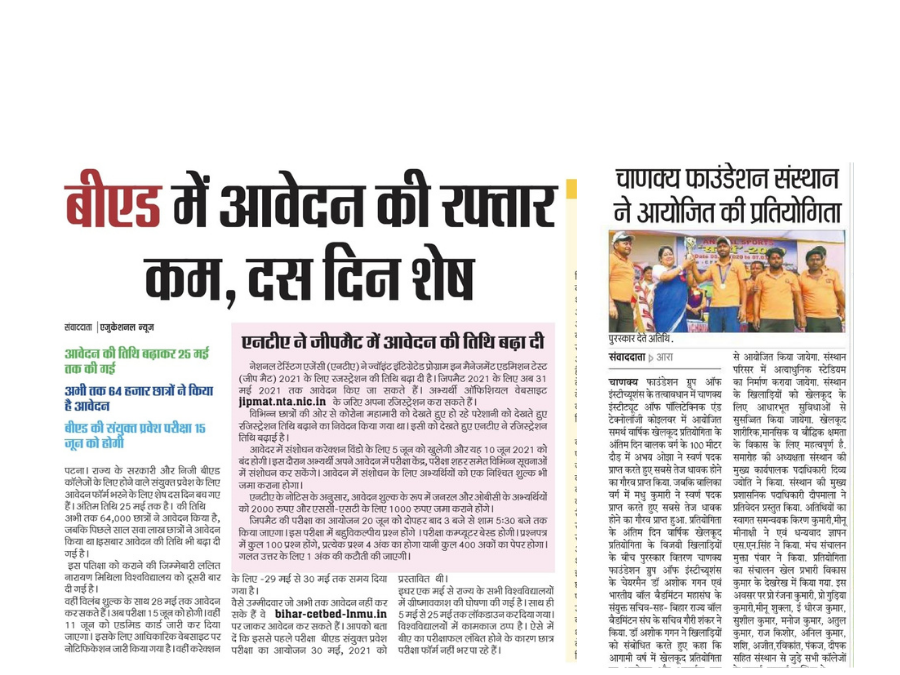 बीएड में आवेदन की रफ्तार
कम, दस दिन शेष
संवाददाता | एजुकेशनल न्यूज
आवेदन की तिथि बढ़ाकर 25 मई
तक की गई
अभी तक 64 हजार छात्रों ने किया
है आवेदन
बीएड की संयुक्त प्रवेश परीक्षा 15
जून को होगी
पटना। राज्य के सरकारी और निजी बीएड
कॉलेजों के लिए होने वाले संयुक्त प्रवेश के लिए
आवेदन फॉर्म भरने के लिए शेष दस दिन बच गए
हैं। अंतिम तिथि 25 मई तक है। की तिथि
अभी तक 64,000 छात्रों ने आवेदन किया है,
जबकि पिछले साल सवा लाख छात्रों ने आवेदन
किया था।इसबार आवेदन की तिथि भी बढ़ा दी
गई है।
इस परिक्षा को कराने की जिम्मेबारी ललित
नारायण मिथिला विश्वविद्यालय को दूसरी बार
दी गई है।
वहीं विलंब शुल्क के साथ 28 मई तक आवेदन
कर सकते हैं। अब परीक्षा 15 जून को होगी। वहीं
11 जून को एडमिड कार्ड जारी कर दिया
जाएगा। इसके लिए आधिकारिक वेबसाइट पर
नोटिफिकेशन जारी किया गया है। वहीं करेक्शन
एनटीए ने जीपमैट में आवेदन की तिथि बढ़ा दी
नेशनल टेस्टिंग एजेंसी (एनटीए) ने ज्वॉइंट इंटिग्रेटेड प्रोग्राम इन मैनेजमेंट एडमिशन टेस्ट
(जीप मैट) 2021 के लिए रजस्ट्रेशन की तिथि बढ़ा दी है। जिपमैट 2021 के लिए अब 31
मई 2021 तक आवेदन किए जा सकते हैं। अभ्यर्थी ऑफिशियल वेबसाइट
jipmat.nta.nic.in के जरिए अपना रजिस्ट्रेशन करा सकते हैं।
विभिन्न छात्रों की ओर से कोरोना महामारी को देखते हुए हो रहे परेशानी को देखते हुए
रजिस्ट्रेशन तिथि बढ़ाने का निवेदन किया गया था। इसी को देखते हुए एनटीए ने रजिस्ट्रेशन
तिथि बढ़ाई है।
आवेदर में संशोधन करेक्शन विंडो के लिए 5 जून को खुलेगी और यह 10 जून 2021 को
बंद होगी। इस दौरान अभ्यर्थी अपने आवेदन में परीक्षा केंद्र, परीक्षा शहर समेत विभिन्न सूचनाओं
में संशोधन कर सकेंगे। आवेदन में संशोधन के लिए अभ्यर्थियों को एक निश्चित शुल्क भी
जमा कराना होगा।
एनटीए के नोटिस के अनुसार, आवेदन शुल्क के रूप में जनरल और ओबीसी के अभ्यर्थियों
को 2000 रुपए और एससी-एसटी के लिए 1000 रुपए जमा कराने होंगे।
जिपमैट की परीक्षा का आयोजन 20 जून को दोपहर बाद 3 बजे से शाम 5:30 बजे तक
किया जाएगा। इस परीक्षा में बहुविकल्पीय प्रश्न होंगे । परीक्षा कम्प्यूटर बेस्ड होगी। प्रश्नपत्र
में कुल 100 प्रश्न होंगे, प्रत्येक प्रश्न 4 अंक का होगा यानी कुल 400 अकों का पेपर होगा।
गलत उत्तर के लिए 1 अंक की कटौती की जाएगी।
के लिए -29 मई से 30 मई तक समय दिया
गया है।
वेसे उम्मीदवार जो अभी तक आवेदन नहीं कर
सकें हैं वे bihar-cetbed-lnmu.in
पर जाकर आवेदन कर सकते हैं। आपको बता
दें कि इससे पहले परीक्षा बीएड संयुक्त प्रवेश
परीक्षा का आयोजन 30 मई, 2021 को
प्रस्तावित थी।
इधर एक मई से राज्य के सभी विश्वविद्यालयों
में ग्रीष्मावकाश की घोषणा की गई है। साथ ही
5 मई से 25 मई तक लॉकडाउन कर दिया गया।
विश्वविद्यालयों में कामकाज ठाप्प है। ऐसे में
बीए का परीक्षाफल लंबित होने के कारण छात्र
परीक्षा फॉर्म नहीं भर पा रहे हैं।
चाणक्य फाउंडेशन संस्थान
ने आयोजित की प्रतियोगिता
पुरस्कार देते अतिथि.
संवाददाता ▷ आरा
चाणक्य फाउंडेशन ग्रुप ऑफ
इंस्टीच्यूशंस के तत्वावधान में चाणक्य
इंस्टीट्यूट ऑफ पॉलिटेक्निक एंड
टेक्नोलॉजी कोइलवर में आयोजित
समर्थ वार्षिक खेलकूद प्रतियोगिता के
अंतिम दिन बालक वर्ग के 100 मीटर
दौड़ में अभय ओझा ने स्वर्ण पदक
प्राप्त करते हुए सबसे तेज धावक होने
का गौरव प्राप्त किया. जबकि बालिका
वर्ग में मधु कुमारी ने स्वर्ण पदक
प्राप्त करते हुए सबसे तेज धावक
होने का गौरव प्राप्त हुआ. प्रतियोगिता
के अंतिम दिन वार्षिक खेलकूद
प्रतियोगिता के विजयी खिलाड़ियों
के बीच पुरस्कार वितरण चाणक्य
फाउंडेशन ग्रुप ऑफ इंस्टीच्यूशंस
के चेयरमैन डॉ अशोक गगन एवं
भारतीय बॉल बैडमिंटन महासंघ के
संयुक्त सचिव-सह- बिहार राज्य बॉल
बैडमिंटन संघ के सचिव गौरी शंकर ने
किया. डॉ अशोक गगन ने खिलाड़ियों
को संबोधित करते हुए कहा कि
आगामी वर्ष में खेलकूद प्रतियोगिता
से आयोजित किया जायेगा. संस्थान
परिसर में अत्याधुनिक स्टेडियम
का निर्माण कराया जायेगा. संस्थान
के खिलाड़ियों को खेलकूद के
लिए आधारभूत सुविधाओं से
सुसज्जित किया जायेगा. खेलकूद
शारीरिक,मानसिक व बौद्धिक क्षमता
के विकास के लिए महत्वपूर्ण है.
समारोह की अध्यक्षता संस्थान की
मुख्य कार्यपालक पदाधिकारी दिव्य
ज्योति ने किया. संस्थान की मुख्य
प्रशासनिक पदाधिकारी दीपमाला ने
प्रतिवेदन प्रस्तुत किया. अतिथियों का
स्वागत समन्वयक किरण कुमारी,मीनू
मीनाक्षी ने एवं धन्यवाद ज्ञापन
एस.एन.सिंह ने किया. मंच संचालन
मुक्ता पंवार ने किया. प्रतियोगिता
का संचालन खेल प्रभारी विकास
कुमार के देखरेख में किया गया. इस
अवसर पर प्रो रंजना कुमारी, प्रो गुड़िया
कुमारी,मीनू शुक्ला, ई धीरज कुमार,
सुशील कुमार, मनोज कुमार, अतुल
कुमार, राज किशोर, अनिल कुमार,
शशि, अजीत,रविकांत, पंकज, दीपक
सहित संस्थान से जुड़े सभी कॉलेजों